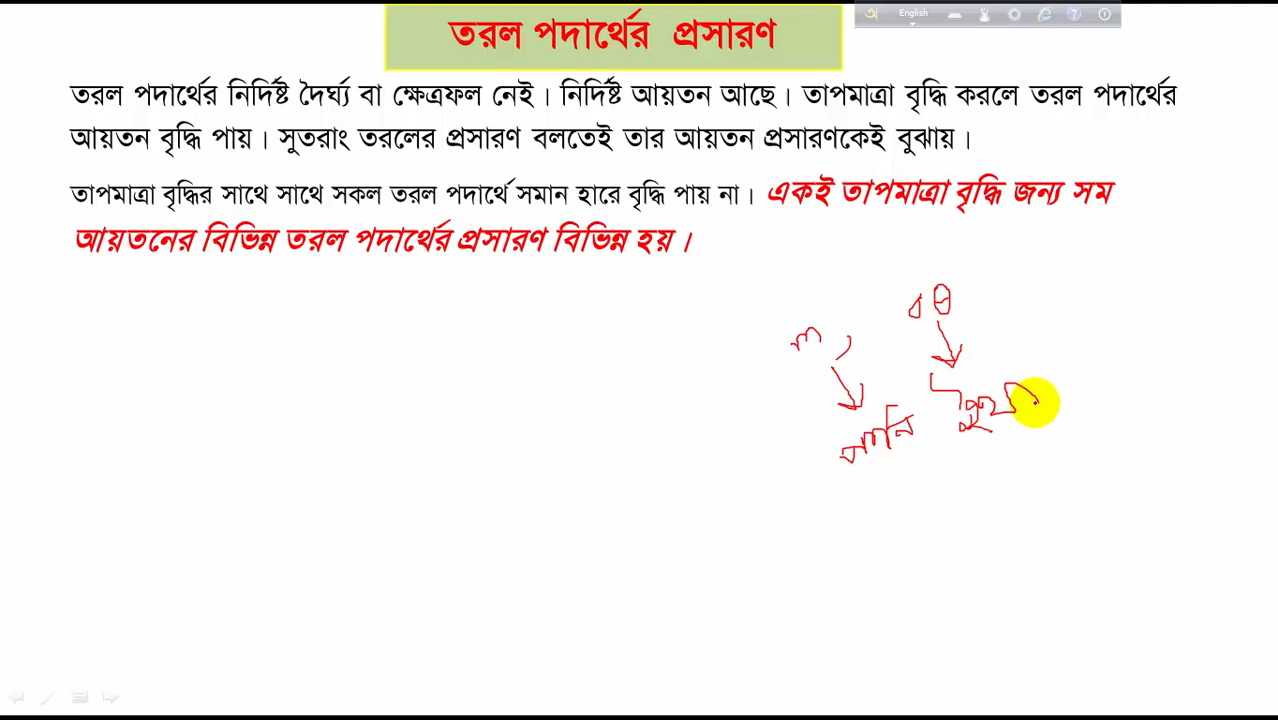 English
তরল পদার্থের প্রসারণ
তরল পদার্থের নির্দিষ্ট দৈর্ঘ্য বা ক্ষেত্রফল নেই। নির্দিষ্ট আয়তন আছে। তাপমাত্রা বৃদ্ধি করলে তরল পদার্থের
আয়তন বৃদ্ধি পায়। সুতরাং তরলের প্রসারণ বলতেই তার আয়তন প্রসারণকেই বুঝায়।
তাপমাত্রা বৃদ্ধির সাথে সাথে সকল তরল পদার্থে সমান হারে বৃদ্ধি পায় না। একই তাপমাত্রা বৃদ্ধি জন্য সম
আয়তনের বিভিন্ন তরল পদার্থের প্রসারণ বিভিন্ন হয়।
m,
θ